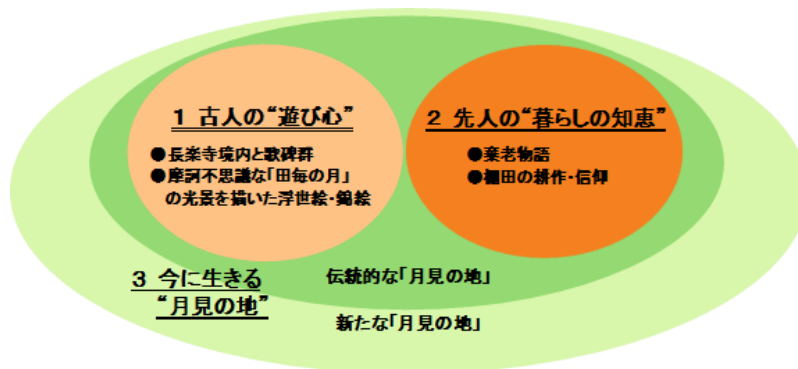 1 古人の“遊び心”
●長楽寺境内と歌碑群
●摩訶不思議な「田毎の月」
の光景を描いた浮世絵・錦絵
2 先人の“暮らしの知恵”
●棄老物語
●棚田の耕作・信仰
3 今に生きる
“月見の地”
伝統的な「月見の地」
新たな「月見の地」